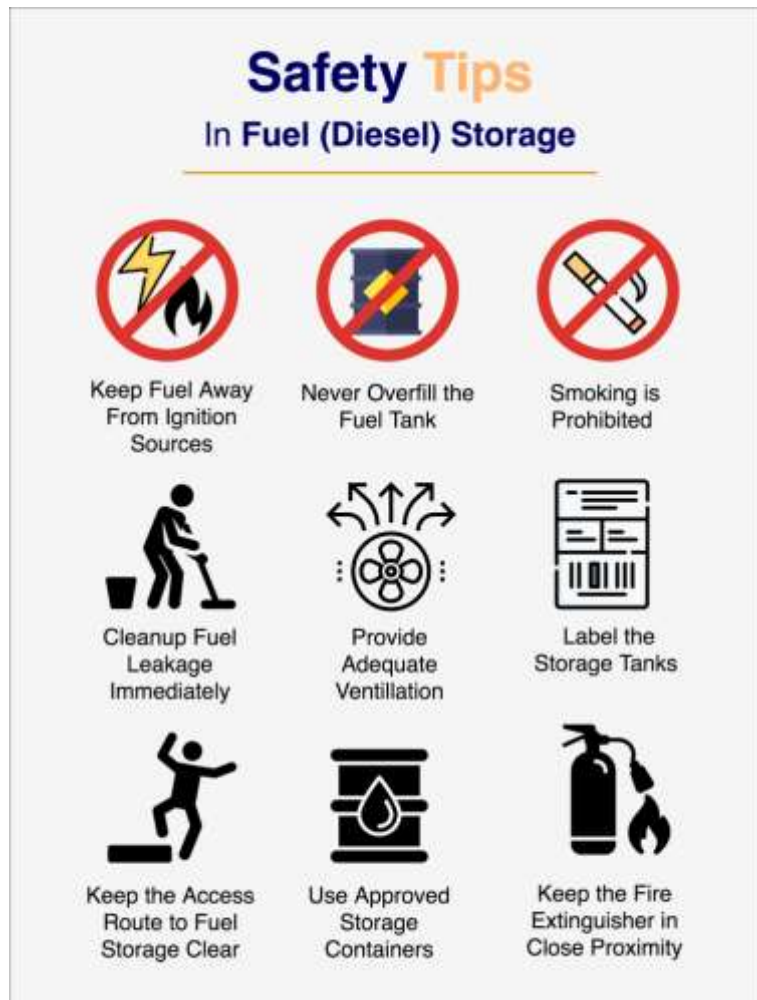 Safety Tips
In Fuel (Diesel) Storage
Keep Fuel Away
From Ignition
Sources
Never Overfill the
Fuel Tank
Smoking is
Prohibited
Cleanup Fuel
Leakage
Immediately
Provide
Adequate
Ventillation
Label the
Storage Tanks
Keep the Access
Route to Fuel
Storage Clear
Use Approved
Storage
Containers
Keep the Fire
Extinguisher in
Close Proximity